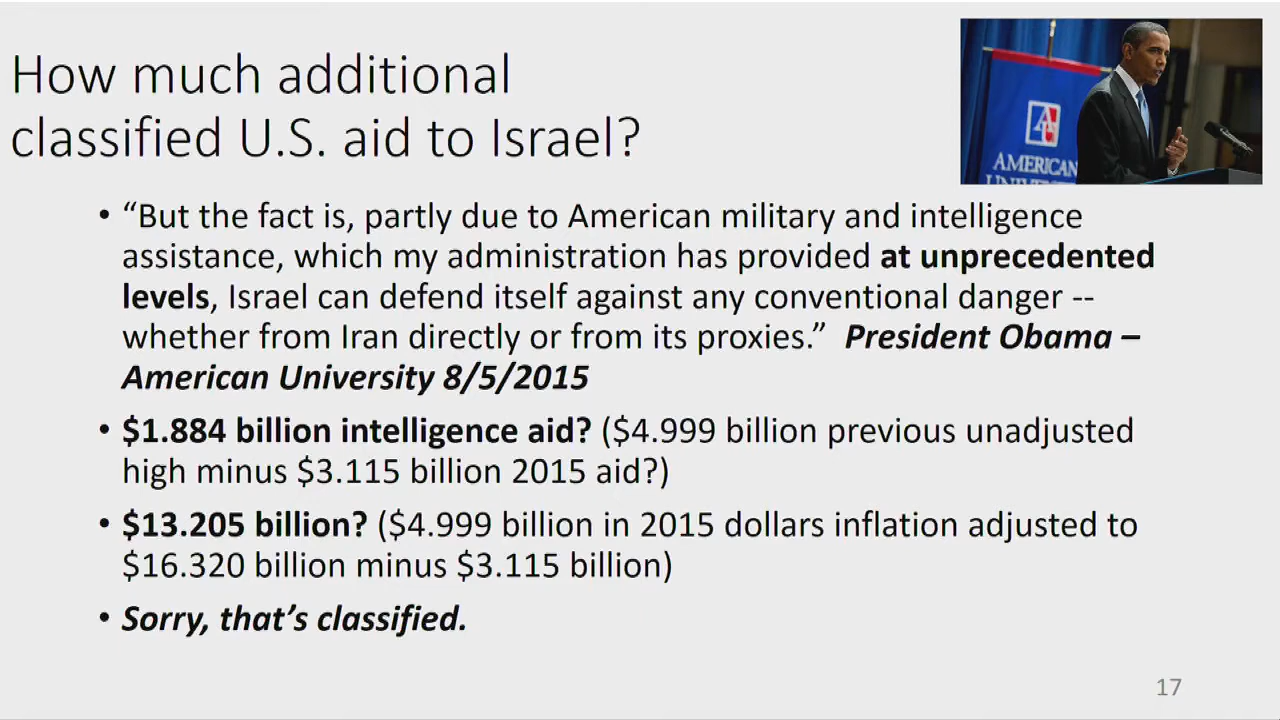 How much additional
classified U.S. aid to Israel?
AMERICAN
• “But the fact is, partly due to American military and intelligence
assistance, which my administration has provided at unprecedented
levels, Israel can defend itself against any conventional danger --
whether from Iran directly or from its proxies.” President Obama –
American University 8/5/2015
• $1.884 billion intelligence aid? ($4.999 billion previous unadjusted
high minus $3.115 billion 2015 aid?)
• $13.205 billion? ($4.999 billion in 2015 dollars inflation adjusted to
$16.320 billion minus $3.115 billion)
• Sorry, that’s classified.
17